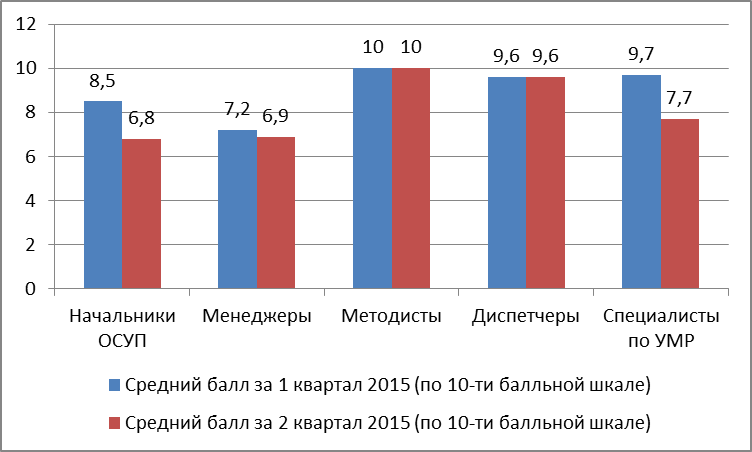 12
10
8
6
4
2
0
8,5
6,8
7,2
6,9
10
10
9,6
9,6
9,7
7,7
Начальники
ОСУП
Менеджеры
Методисты
Диспетчеры
Специалисты
по УМР
Средний балл за 1 квартал 2015 (по 10-ти балльной шкале)
Средний балл за 2 квартал 2015 (по 10-ти балльной шкале)